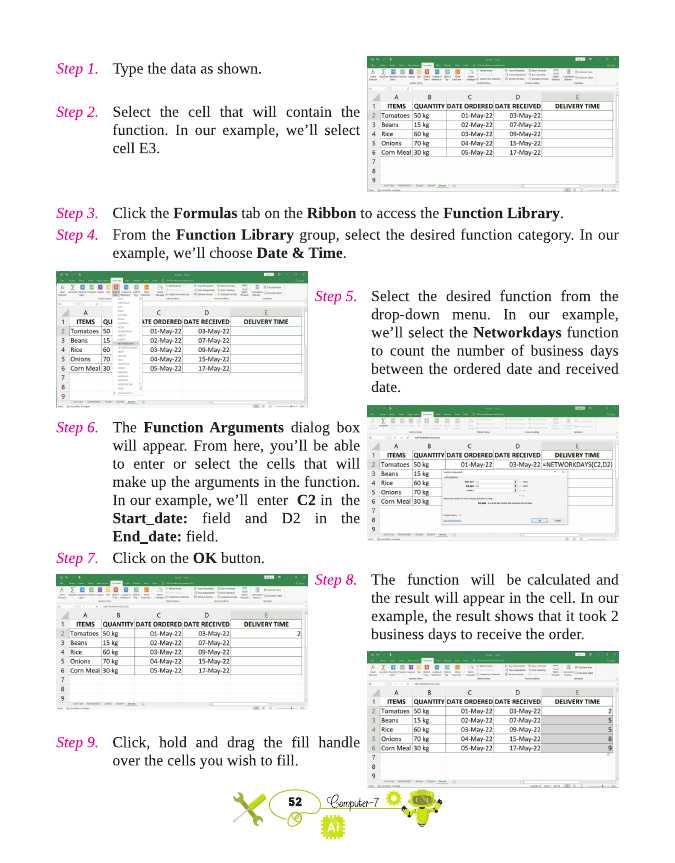 Step 1. Type the data as shown.
Step 2. Select the cell that will contain the
function. In our example, we’ll select
cell E3.
A B C D E
1 ITEMS QUANTITY DATE ORDERED DATE RECEIVED DELIVERY TIME
2 Tomatoes 50 kg 01-May-22 03-May-22
3 Beans 15 kg 02-May-22 07-May-22
4 Rice 60 kg 03-May-22 09-May-22
5 Onions 70 kg 04-May-22 15-May-22
6 Corn Meal 30 kg 05-May-22 17-May-22
7
8
9
Step 3. Click the Formulas tab on the Ribbon to access the Function Library.
Step 4. From the Function Library group, select the desired function category. In our
example, we’ll choose Date & Time.
A C D E
1 ITEMS QU ATE ORDERED DATE RECEIVED DELIVERY TIME
2 Tomatoes 50 01-May-22 03-May-22
3 Beans 15 02-May-22 07-May-22
4 Rice 60 03-May-22 09-May-22
5 Onions 70 04-May-22 15-May-22
6 Corn Meal 30 05-May-22 17-May-22
7
8
9
Step 5. Select the desired function from the
drop-down menu. In our example,
we’ll select the Networkdays function
to count the number of business days
between the ordered date and received
date.
Step 6. The Function Arguments dialog box
will appear. From here, you’ll be able
to enter or select the cells that will
make up the arguments in the function.
In our example, we’ll enter C2 in the
Start_date: field and D2 in the
End_date: field.
A B C D E
1 ITEMS QUANTITY DATE ORDERED DATE RECEIVED DELIVERY TIME
2 Tomatoes 50 kg 01-May-22 03-May-22 =NETWORKDAYS(C2,D2)
3 Beans 15 kg
4 Rice 60 kg
5 Onions 70 kg
6 Corn Meal 30 kg
7
8
9
Step 7. Click on the OK button.
A B C D E
1 ITEMS QUANTITY DATE ORDERED DATE RECEIVED DELIVERY TIME
2 Tomatoes 50 kg 01-May-22 03-May-22 2
3 Beans 15 kg 02-May-22 07-May-22
4 Rice 60 kg 03-May-22 09-May-22
5 Onions 70 kg 04-May-22 15-May-22
6 Corn Meal 30 kg 05-May-22 17-May-22
7
8
9
Step 8. The function will be calculated and
the result will appear in the cell. In our
example, the result shows that it took 2
business days to receive the order.
Step 9. Click, hold and drag the fill handle
over the cells you wish to fill.
A B C D E
1 ITEMS QUANTITY DATE ORDERED DATE RECEIVED DELIVERY TIME
2 Tomatoes 50 kg 01-May-22 03-May-22 2
3 Beans 15 kg 02-May-22 07-May-22 5
4 Rice 60 kg 03-May-22 09-May-22 5
5 Onions 70 kg 04-May-22 15-May-22 8
6 Corn Meal 30 kg 05-May-22 17-May-22 9
7
8
9
52 Computer-7
AI